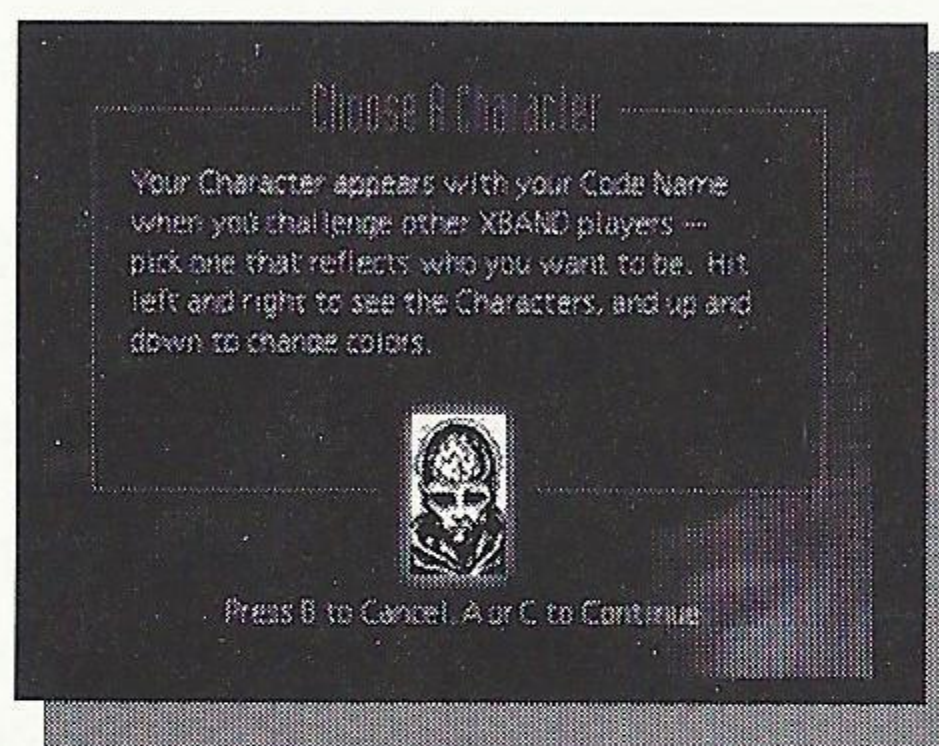 Choose A Character
Your Character appears with your Code Name
when you challenge other XBAND players --
pick one that reflects who you want to be. Hit
left and right to see the Characters, and up and
down to change colors.
Press B to Cancel, A or C to Continue